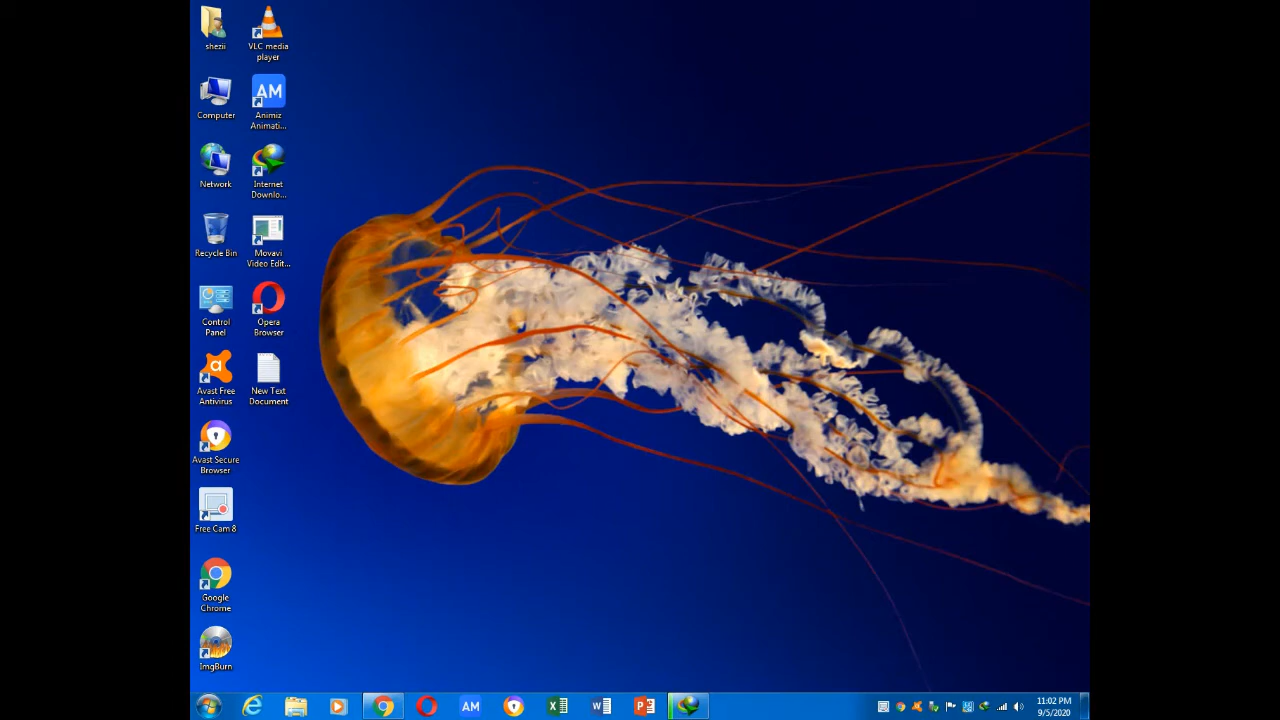 shezii
VLC media
player
Computer
AM
Animiz
Animati...
Network
Internet
Downlo...
Recycle Bin
Movavi
Video Edit...
Control
Panel
Opera
Browser
Avast Free
Antivirus
New Text
Document
Avast Secure
Browser
Free Cam 8
Google
Chrome
ImgBurn
AM
11:02 PM
9/5/2020